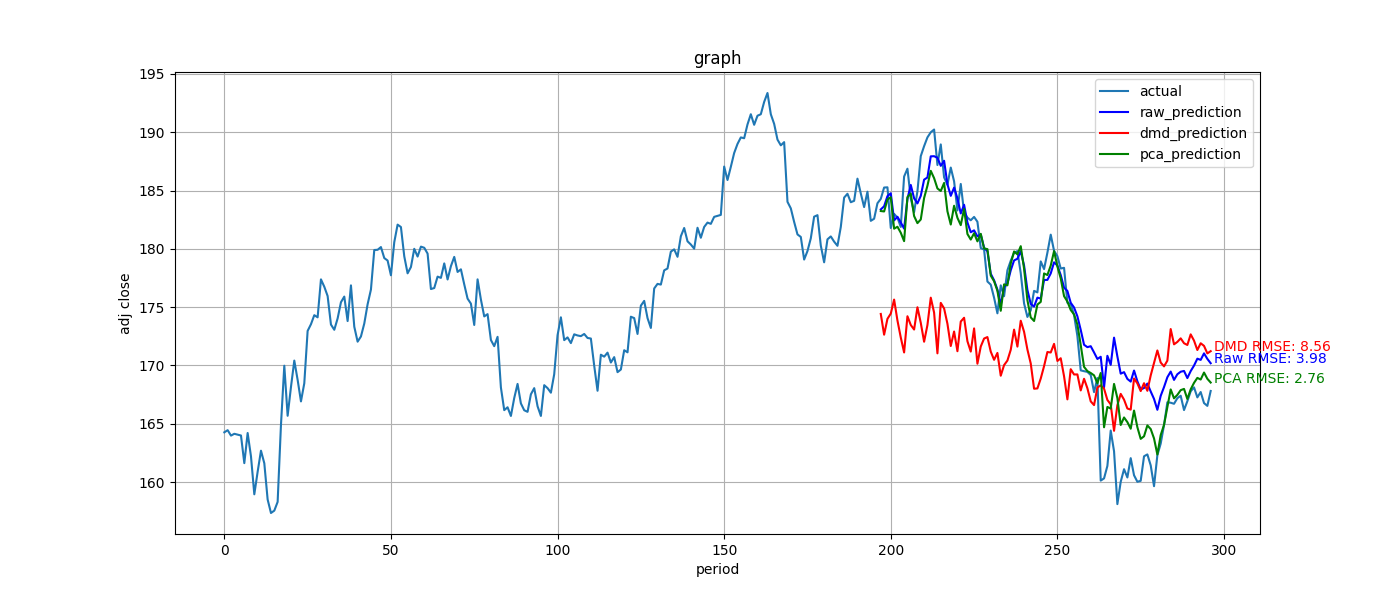 graph
195
190
185
180
175
170
165
160
adj close
0
50
100
150
200
250
300
period
actual
raw_prediction
dmd_prediction
pca_prediction
DMD RMSE: 8.56
Raw RMSE: 3.98
PCA RMSE: 2.76